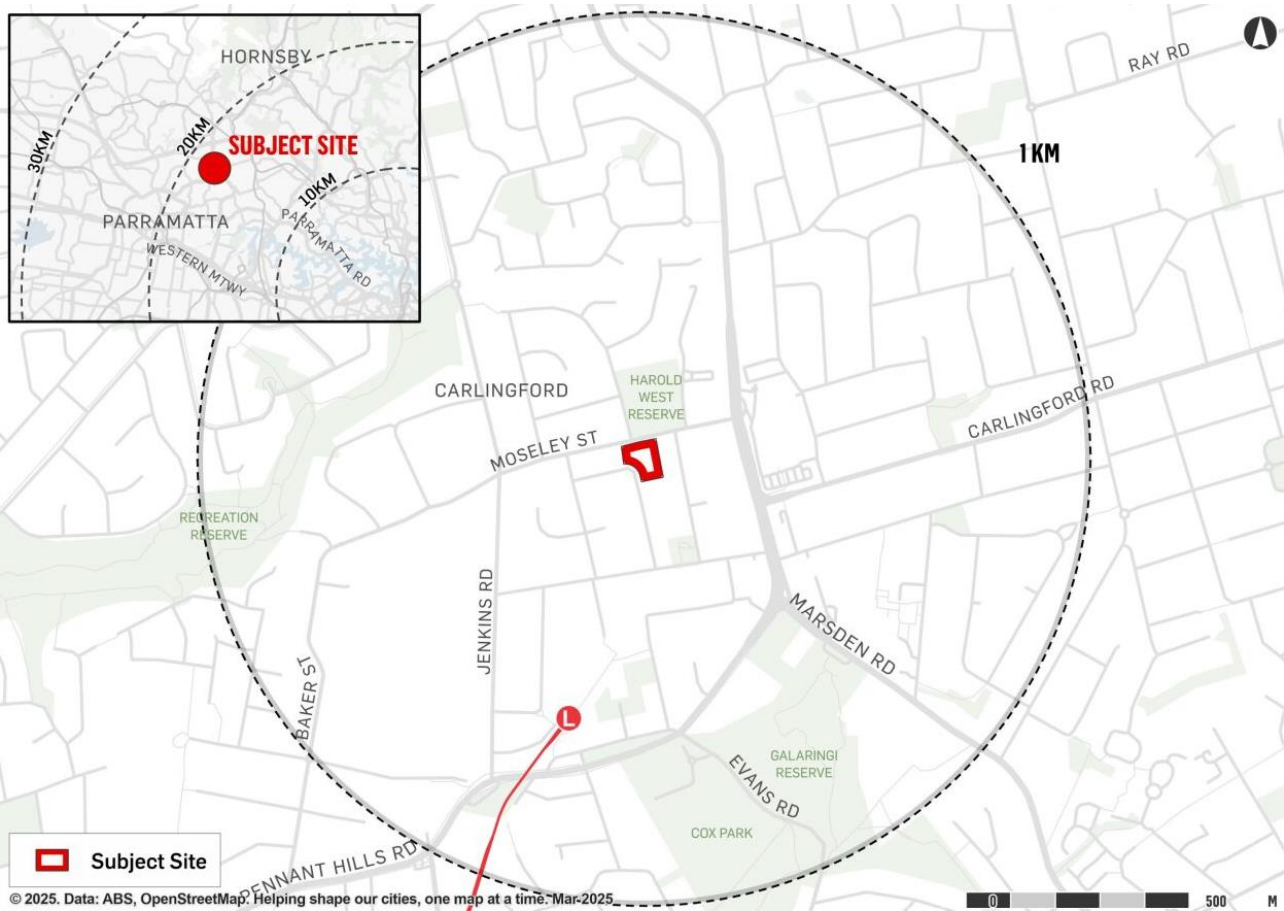 HORNSBY
30KM
20KM
SUBJECT SITE
10KM
PARRAMATTA
PARRAMATTA RD
WESTERN MTWY
RAY RD
1 KM
CARLINGFORD
HAROLD
WEST
RESERVE
CARLINGFORD RD
MOSELEY ST
RECREATION
RESERVE
JENKINS RD
MARSDEN RD
BAKER ST
L
EVANS RD
GALARINGI
RESERVE
COX PARK
Subject Site
PENNANT HILLS RD
© 2025. Data: ABS, OpenStreetMap. Helping shape our cities, one map at a time. Mar-2025
0 500 M